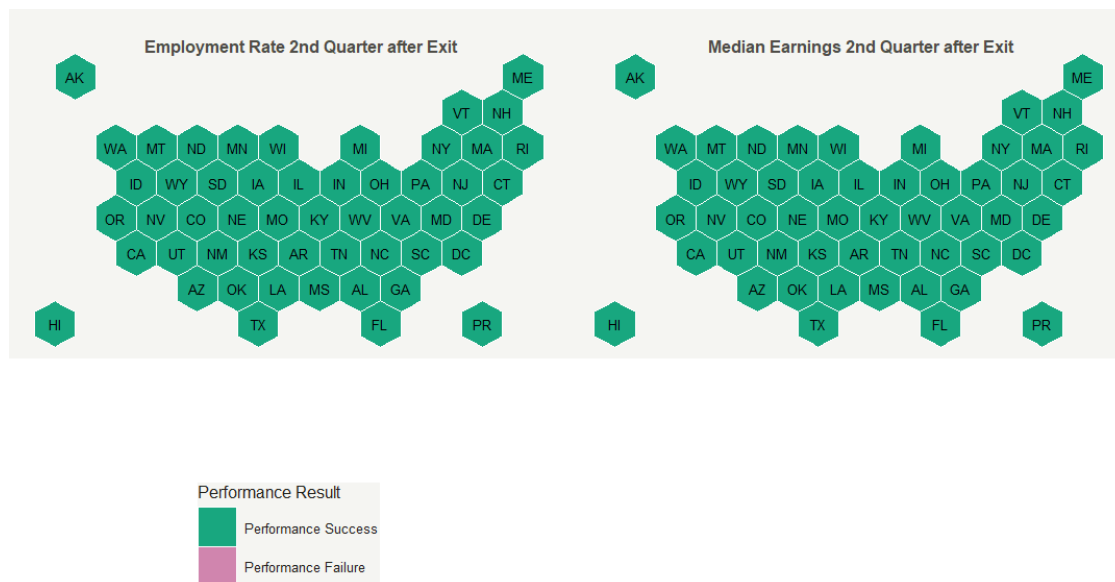 Employment Rate 2nd Quarter after Exit
AK
ME
VT NH
WA MT ND MN WI MI NY MA RI
ID WY SD IA IL IN OH PA NJ CT
OR NV CO NE MO KY WV VA MD DE
CA UT NM KS AR TN NC SC DC
AZ OK LA MS AL GA
HI TX FL PR
Median Earnings 2nd Quarter after Exit
AK
ME
VT NH
WA MT ND MN WI MI NY MA RI
ID WY SD IA IL IN OH PA NJ CT
OR NV CO NE MO KY WV VA MD DE
CA UT NM KS AR TN NC SC DC
AZ OK LA MS AL GA
HI TX FL PR
Performance Result
Performance Success
Performance Failure